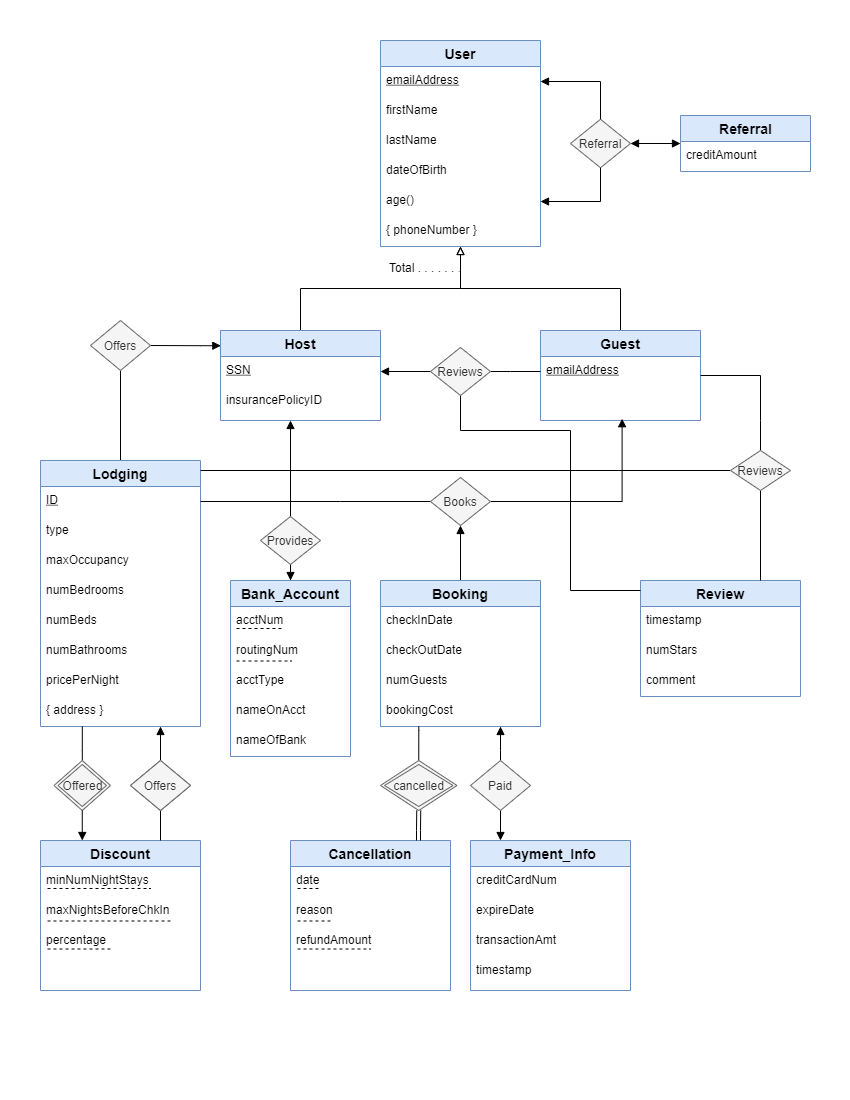 User
emailAddress
firstName
lastName
dateOfBirth
age()
{ phoneNumber }
Referral
Referral
creditAmount
Total . . . . . . .
Offers
Host
SSN
insurancePolicyID
Reviews
Guest
emailAddress
Reviews
Lodging
ID
type
maxOccupancy
numBedrooms
numBeds
numBathrooms
pricePerNight
{ address }
Books
Provides
Bank_Account
acctNum
routingNum
acctType
nameOnAcct
nameOfBank
Booking
checkInDate
checkOutDate
numGuests
bookingCost
Review
timestamp
numStars
comment
Offered
Offers
cancelled
Paid
Discount
minNumNightStays
maxNightsBeforeChkIn
percentage
Cancellation
date
reason
refundAmount
Payment_Info
creditCardNum
expireDate
transactionAmt
timestamp